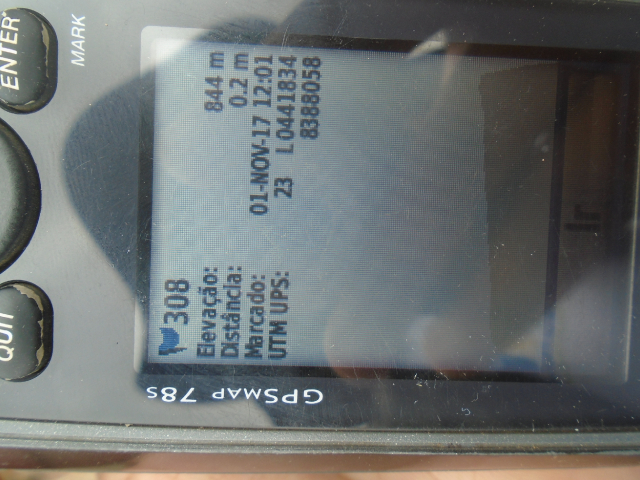 308
Elevação: 844 m
Distância: 0.2 m
Marcado: 01-NOV-17 12:01
UTM UPS: 23 L 0441834
8388058
GPSMAP 78s
ENTER
MARK
QUIT